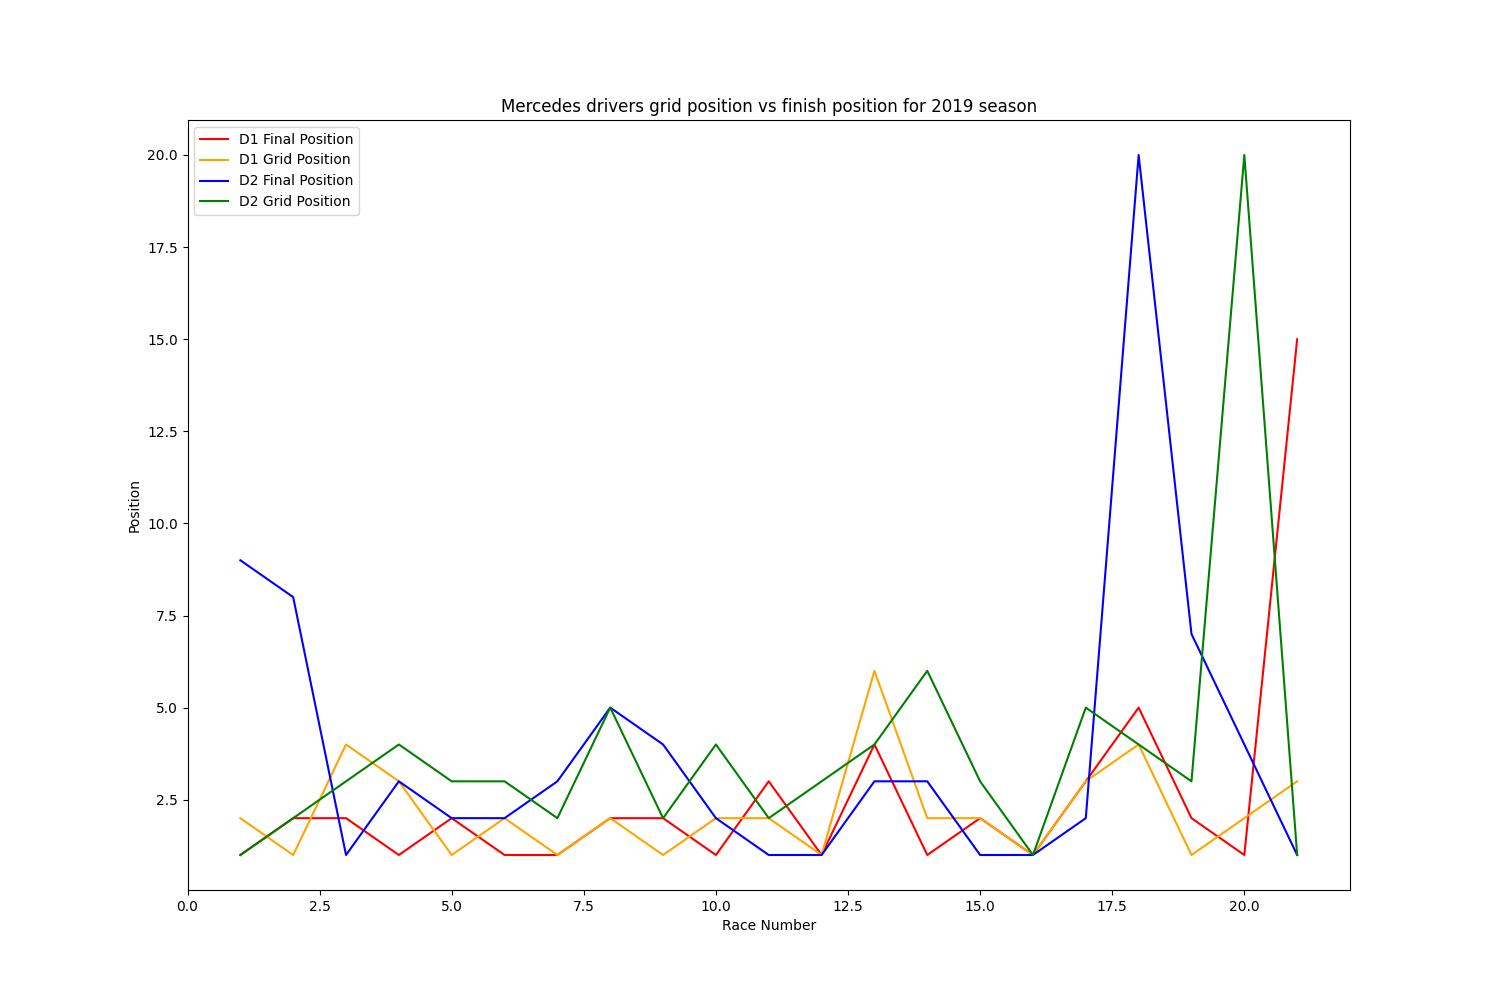 Mercedes drivers grid position vs finish position for 2019 season
D1 Final Position
D1 Grid Position
D2 Final Position
D2 Grid Position
20.0
17.5
15.0
12.5
10.0
7.5
5.0
2.5
Position
0.0 2.5 5.0 7.5 10.0 12.5 15.0 17.5 20.0
Race Number